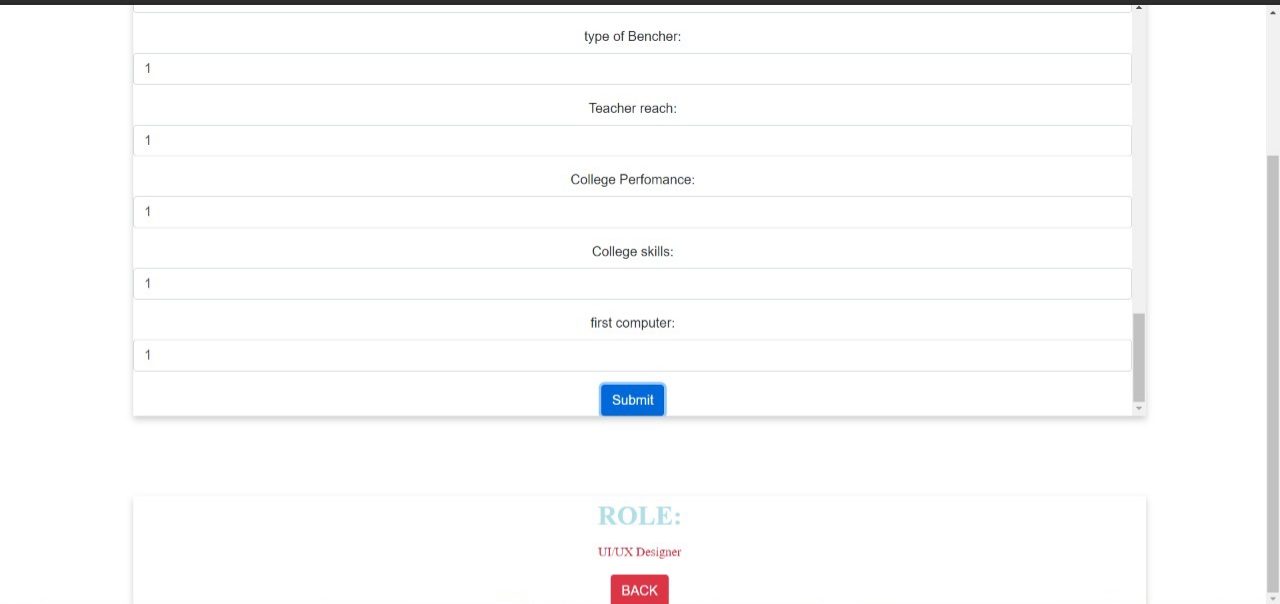 type of Bencher:
1
Teacher reach:
1
College Perfomance:
1
College skills:
1
first computer:
1
Submit
ROLE:
UI/UX Designer
BACK